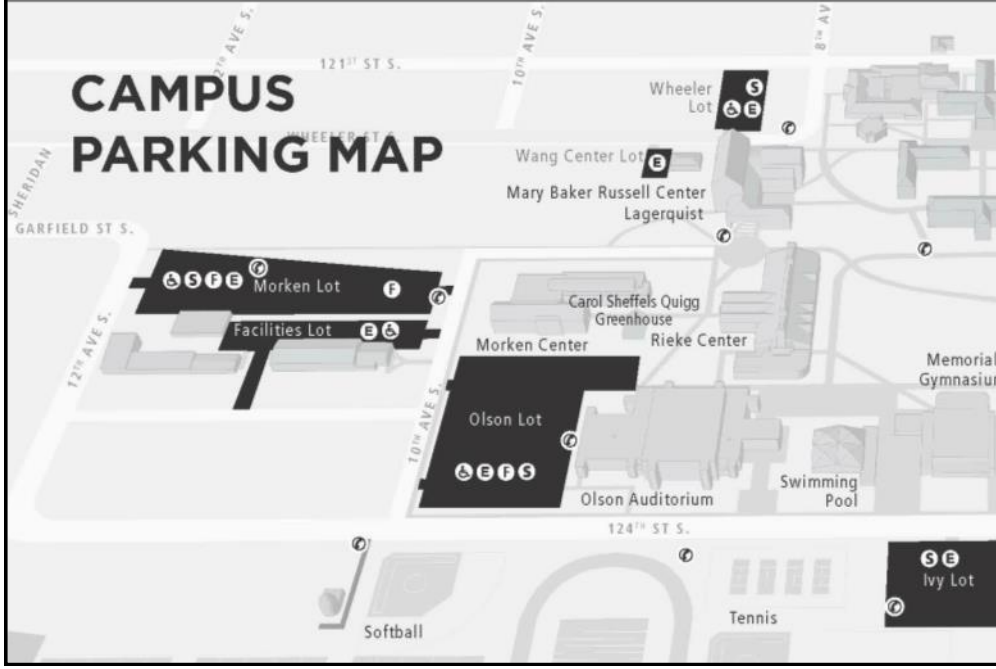 CAMPUS
PARKING MAP
12TH AVE S.
10TH AVE S.
8TH AV
121ST ST S.
WHEELER ST S.
SHERIDAN
GARFIELD ST S.
Wheeler
Lot
S
E
Wang Center Lot
E
Mary Baker Russell Center
Lagerquist
S F E
Morken Lot
F
Facilities Lot
E
Carol Sheffels Quigg
Greenhouse
Morken Center
Rieke Center
12TH AVE S.
10TH AVE S.
Memorial
Gymnasium
Olson Lot
E F S
Olson Auditorium
Swimming
Pool
124TH ST S.
S E
Ivy Lot
Softball
Tennis